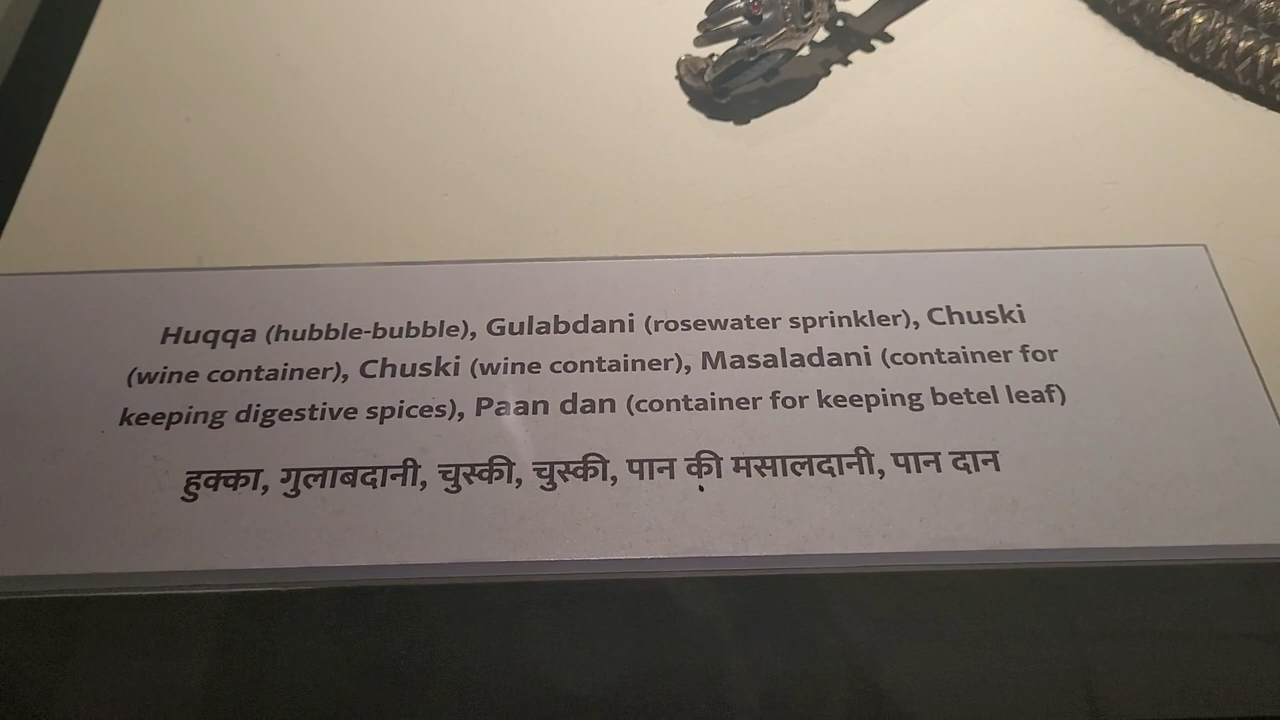 Huqqa (hubble-bubble), Gulabdani (rosewater sprinkler), Chuski
(wine container), Chuski (wine container), Masaladani (container for
keeping digestive spices), Paan dan (container for keeping betel leaf)
हुक्का, गुलाबदानी, चुस्की, चुस्की, पान की मसालदानी, पान दान